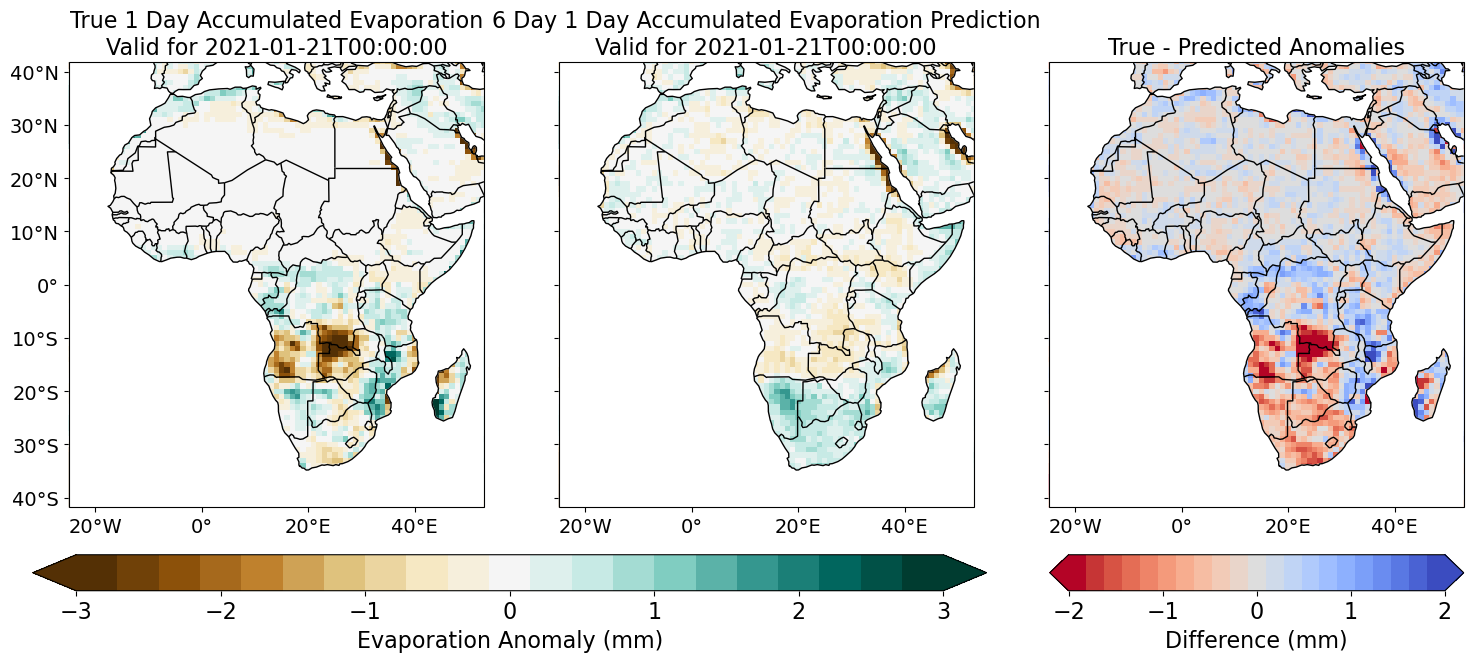 True 1 Day Accumulated Evaporation 6 Day 1 Day Accumulated Evaporation Prediction
Valid for 2021-01-21T00:00:00 Valid for 2021-01-21T00:00:00 True - Predicted Anomalies
40°N
30°N
20°N
10°N
0°
10°S
20°S
30°S
40°S
20°W 0° 20°E 40°E 20°W 0° 20°E 40°E 20°W 0° 20°E 40°E
−3 −2 −1 0 1 2 3 −2 −1 0 1 2
Evaporation Anomaly (mm) Difference (mm)